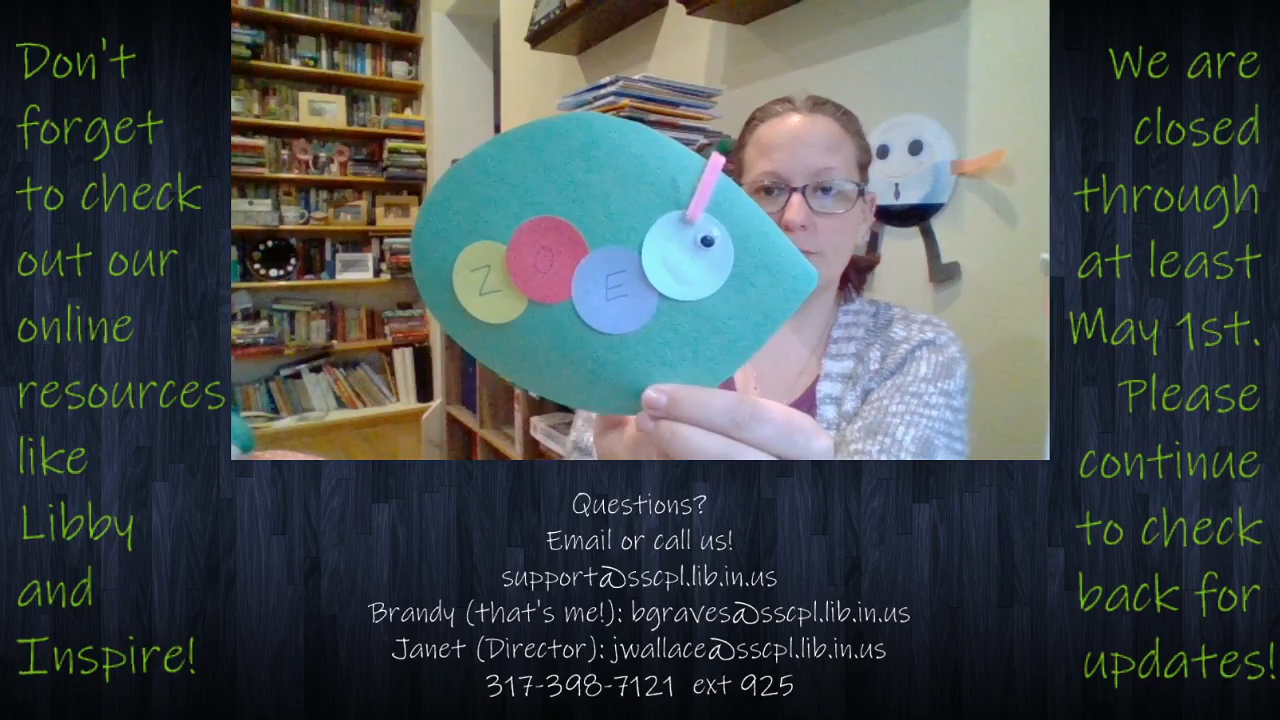 Don't
forget
to check
out our
online
resources
like
Libby
and
Inspire!
Z O E
We are
closed
through
at least
May 1st.
Please
continue
to check
back for
updates!
Questions?
Email or call us!
support@sscpl.lib.in.us
Brandy (that's me!): bgraves@sscpl.lib.in.us
Janet (Director): jwallace@sscpl.lib.in.us
317-398-7121 ext 925